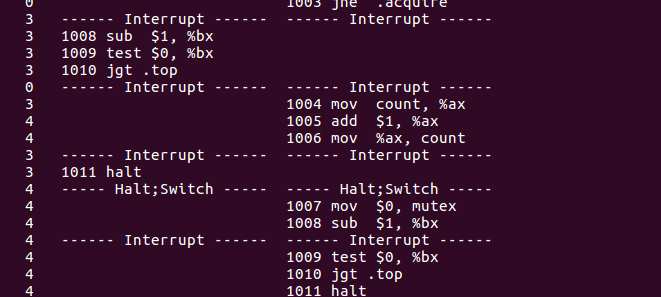 0                                  1003 jne  .acquire
3    ------ Interrupt ------  ------ Interrupt ------
3    1008 sub  $1, %bx
3    1009 test $0, %bx
3    1010 jgt .top
0    ------ Interrupt ------  ------ Interrupt ------
3                             1004 mov  count, %ax
4                             1005 add  $1, %ax
4                             1006 mov  %ax, count
3    ------ Interrupt ------  ------ Interrupt ------
3    1011 halt
4    ----- Halt;Switch -----  ----- Halt;Switch -----
4                             1007 mov  $0, mutex
4                             1008 sub  $1, %bx
4    ------ Interrupt ------  ------ Interrupt ------
4                             1009 test $0, %bx
4                             1010 jgt .top
4                             1011 halt